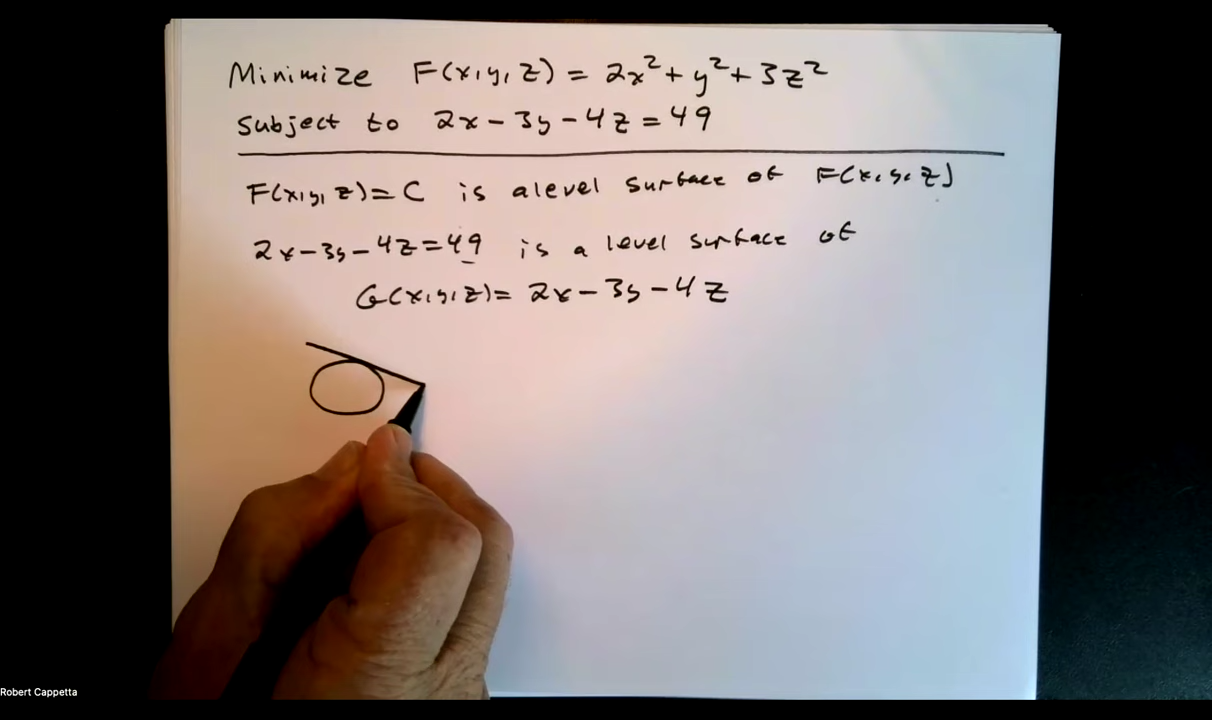 Minimize F(x,y,z) = 2x²+y²+3z²
subject to 2x-3y-4z=49
F(x,y,z)=C is alevel surface of F(x,y,z)
2x-3y-4z=49 is a level surface of
G(x,y,z)= 2x-3y-4z
Robert Cappetta